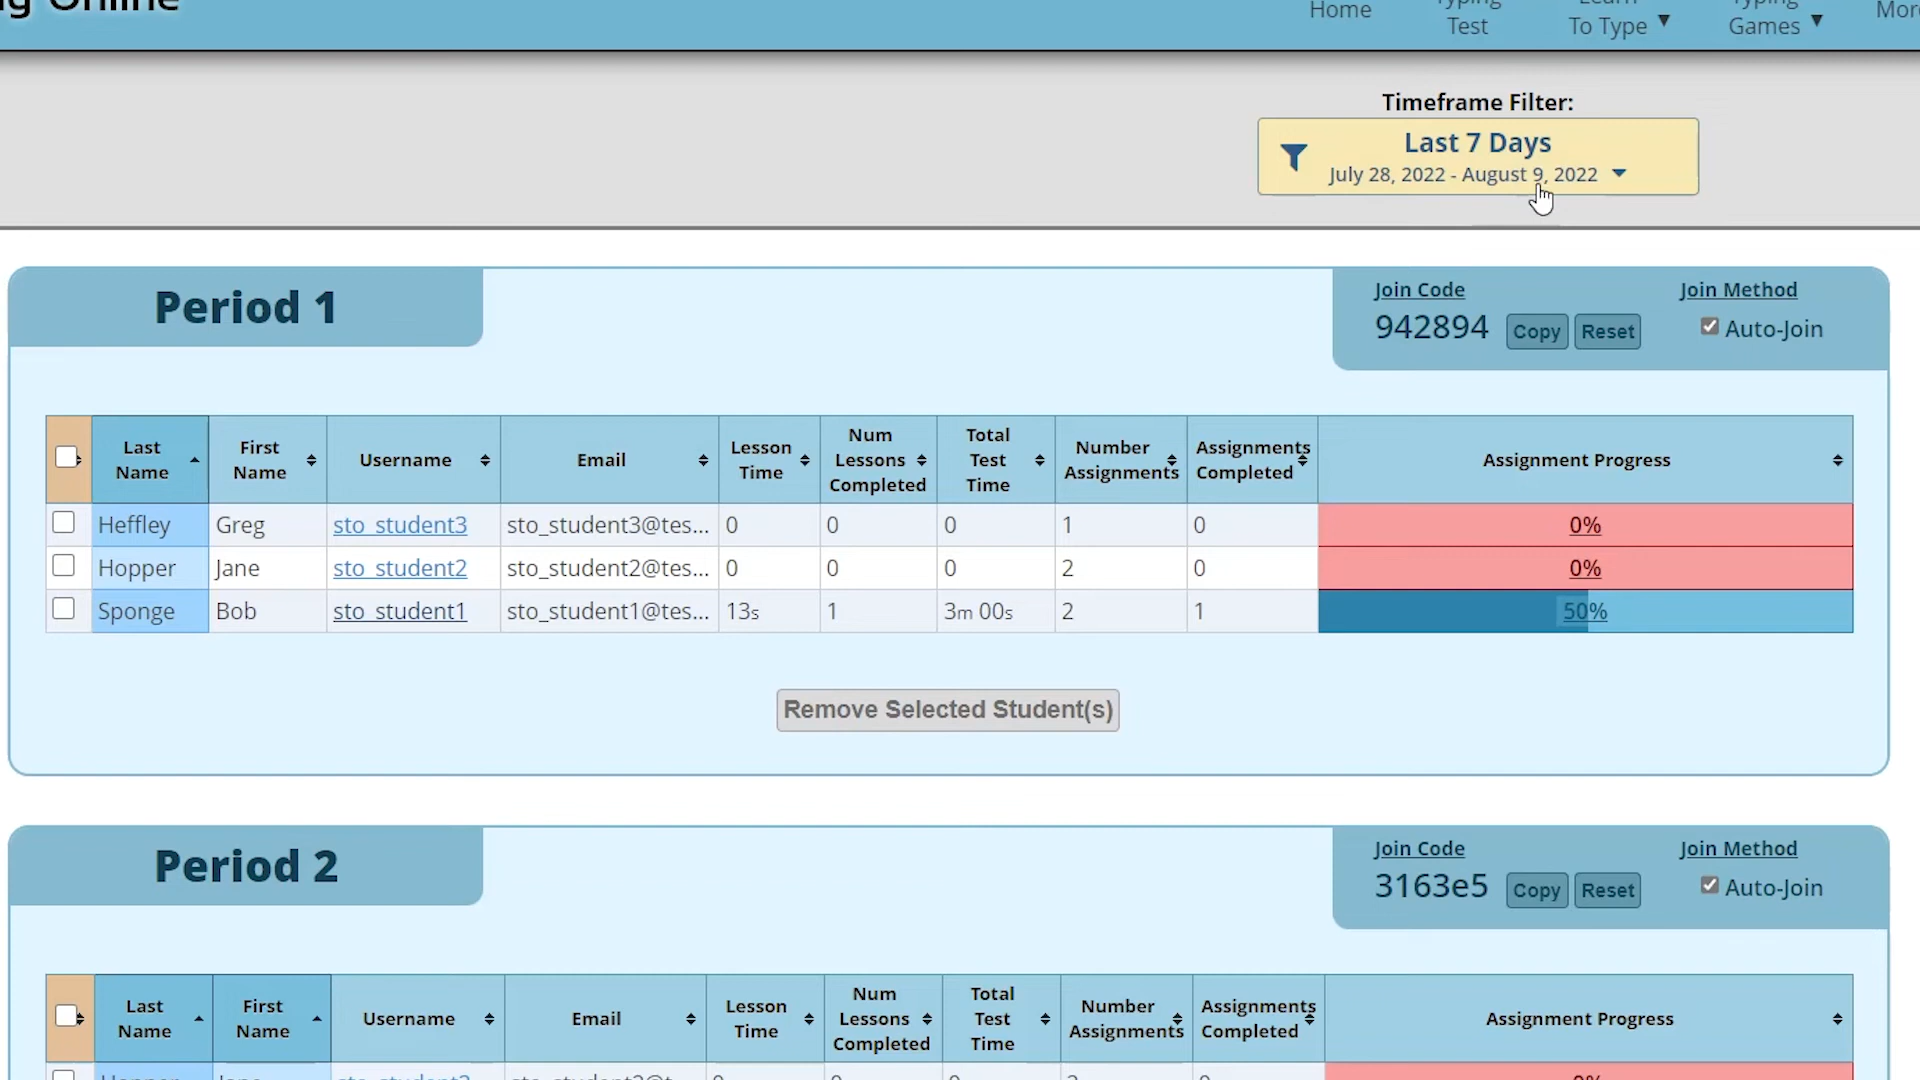 g Online
Home
Typing
Test
Learn
To Type
Typing
Games
More
Timeframe Filter:
Last 7 Days
July 28, 2022 - August 9, 2022
Period 1
Join Code
942894 Copy Reset
Join Method
Auto-Join
Last Name First Name Username Email Lesson Time Num Lessons Completed Total Test Time Number Assignments Assignments Completed Assignment Progress
Heffley Greg sto_student3 sto_student3@tes... 0 0 0 1 0 0%
Hopper Jane sto_student2 sto_student2@tes... 0 0 0 2 0 0%
Sponge Bob sto_student1 sto_student1@tes... 13s 1 3m 00s 2 1 50%
Remove Selected Student(s)
Period 2
Join Code
3163e5 Copy Reset
Join Method
Auto-Join
Last Name First Name Username Email Lesson Time Num Lessons Completed Total Test Time Number Assignments Assignments Completed Assignment Progress